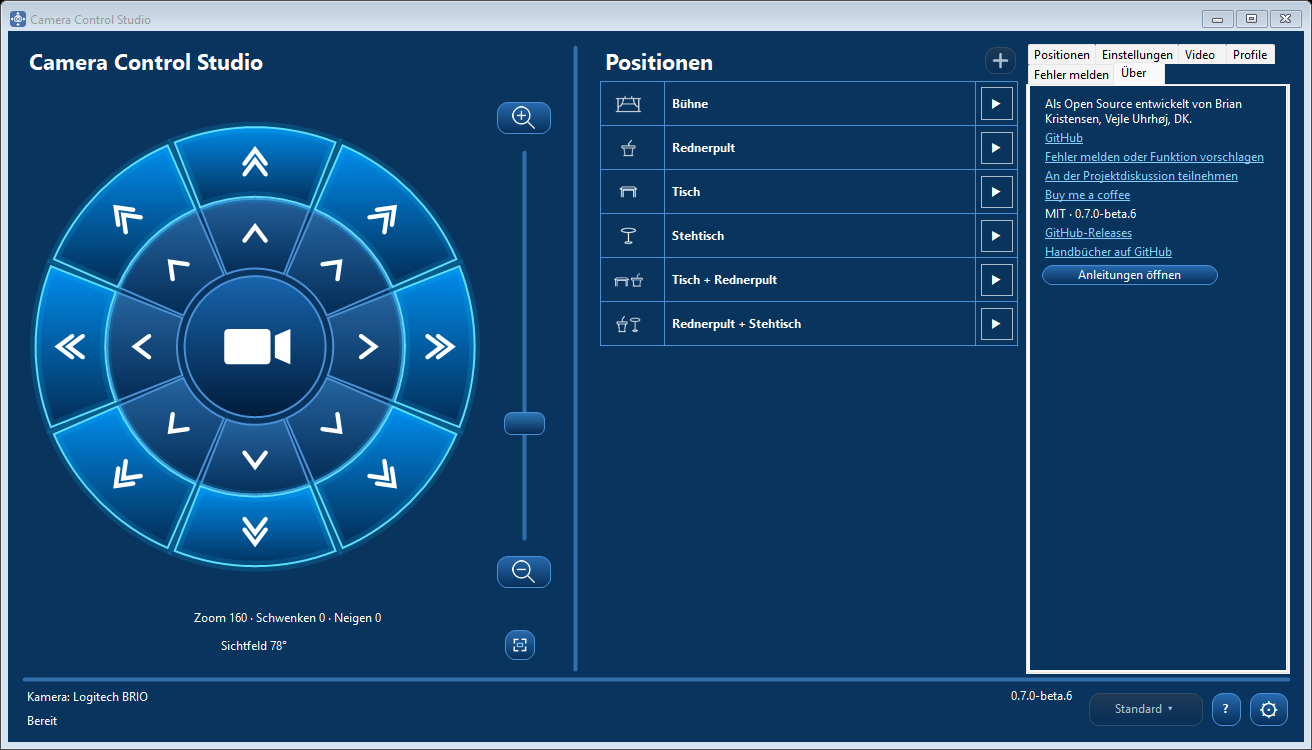 Camera Control Studio
Camera Control Studio
Zoom 160 · Schwenken 0 · Neigen 0
Sichtfeld 78°
Positionen
Bühne
Rednerpult
Tisch
Stehtisch
Tisch + Rednerpult
Rednerpult + Stehtisch
Positionen Einstellungen Video Profile
Fehler melden Über
Als Open Source entwickelt von Brian
Kristensen, Vejle Uhrhøj, DK.
GitHub
Fehler melden oder Funktion vorschlagen
An der Projektdiskussion teilnehmen
Buy me a coffee
MIT · 0.7.0-beta.6
GitHub-Releases
Handbücher auf GitHub
Anleitungen öffnen
Kamera: Logitech BRIO
Bereit
0.7.0-beta.6
Standard
?